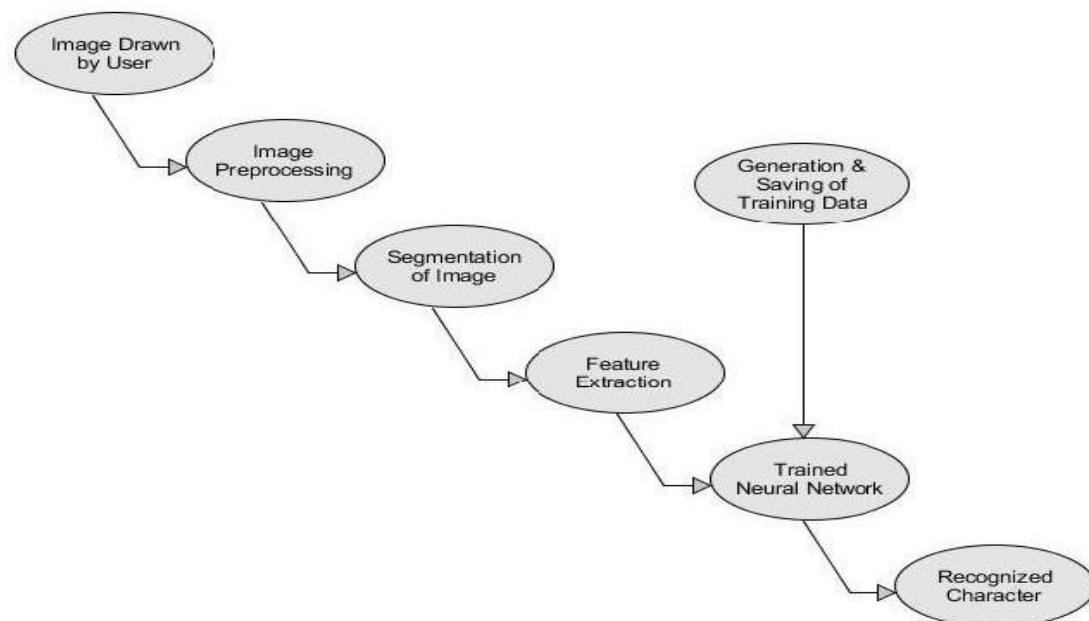 Image Drawn
by User
Image
Preprocessing
Generation &
Saving of
Training Data
Segmentation
of Image
Feature
Extraction
Trained
Neural Network
Recognized
Character